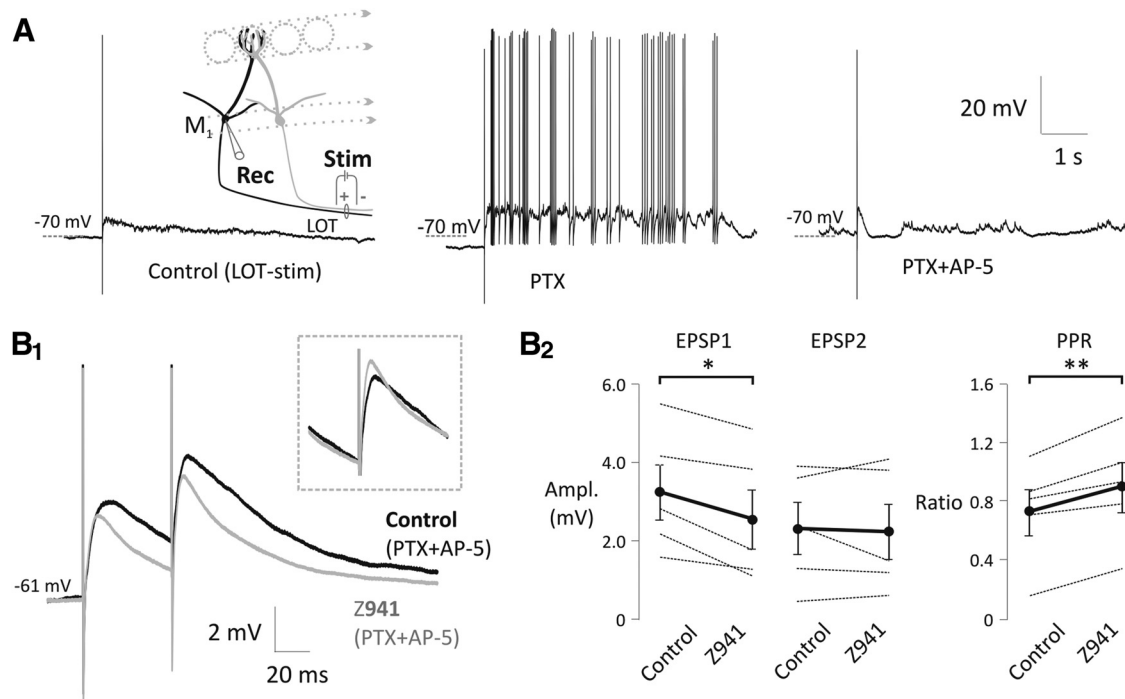 A
M1
Rec
Stim
+ -
LOT
-70 mV
Control (LOT-stim)
-70 mV
PTX
-70 mV
PTX+AP-5
20 mV
1 s
B1
Control
(PTX+AP-5)
-61 mV
Z941
(PTX+AP-5)
2 mV
20 ms
B2
EPSP1
EPSP2
PPR
*
**
6.0
4.0
2.0
0
Ampl.
(mV)
Control
Z941
Control
Z941
1.6
1.2
0.8
0.4
0
Ratio
Control
Z941